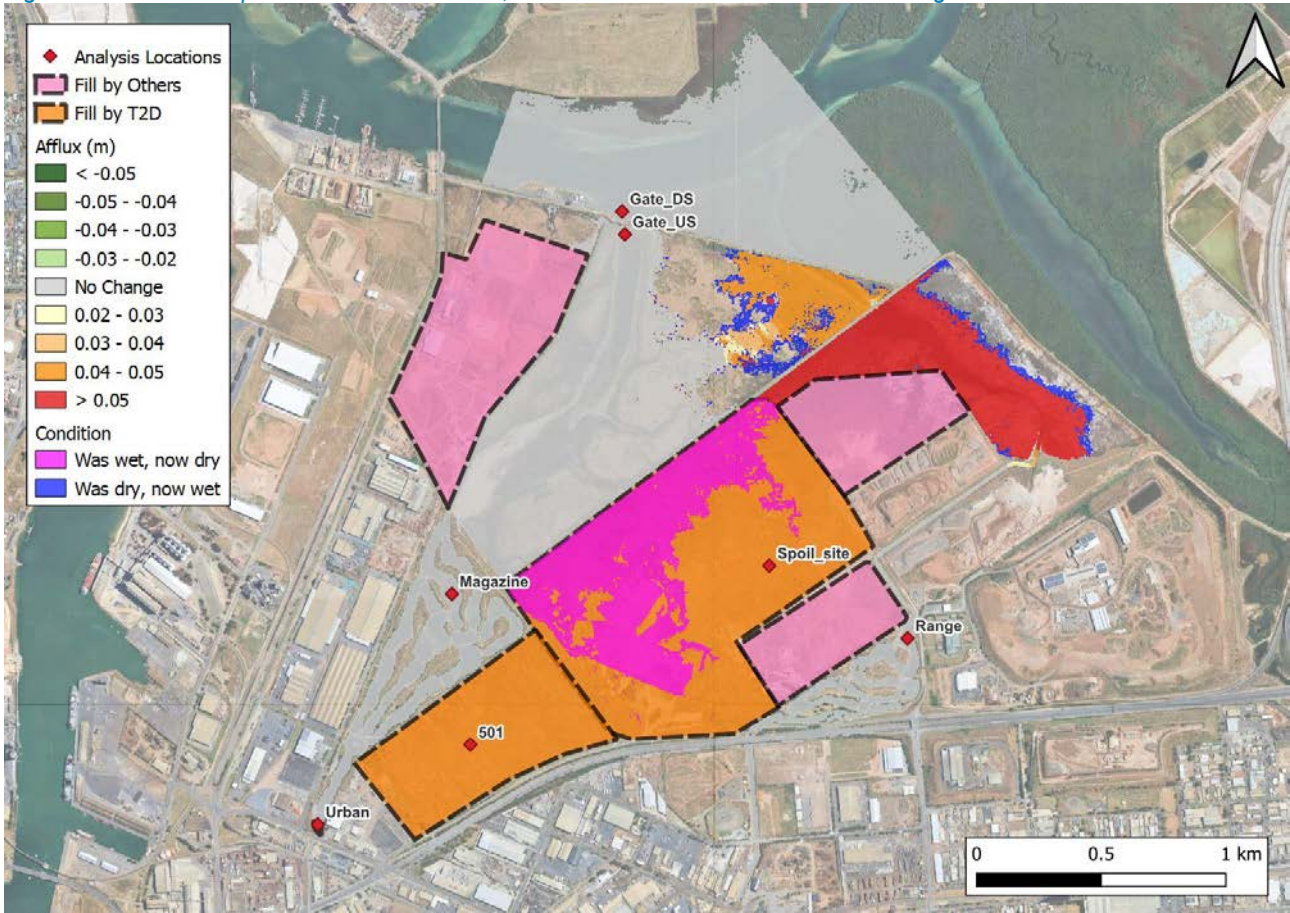 Analysis Locations
Fill by Others
Fill by T2D
Afflux (m)
< -0.05
-0.05 - -0.04
-0.04 - -0.03
-0.03 - -0.02
No Change
0.02 - 0.03
0.03 - 0.04
0.04 - 0.05
> 0.05
Condition
Was wet, now dry
Was dry, now wet
Gate_DS
Gate_US
Magazine
Spoil_site
Range
501
Urban
0 0.5 1 km